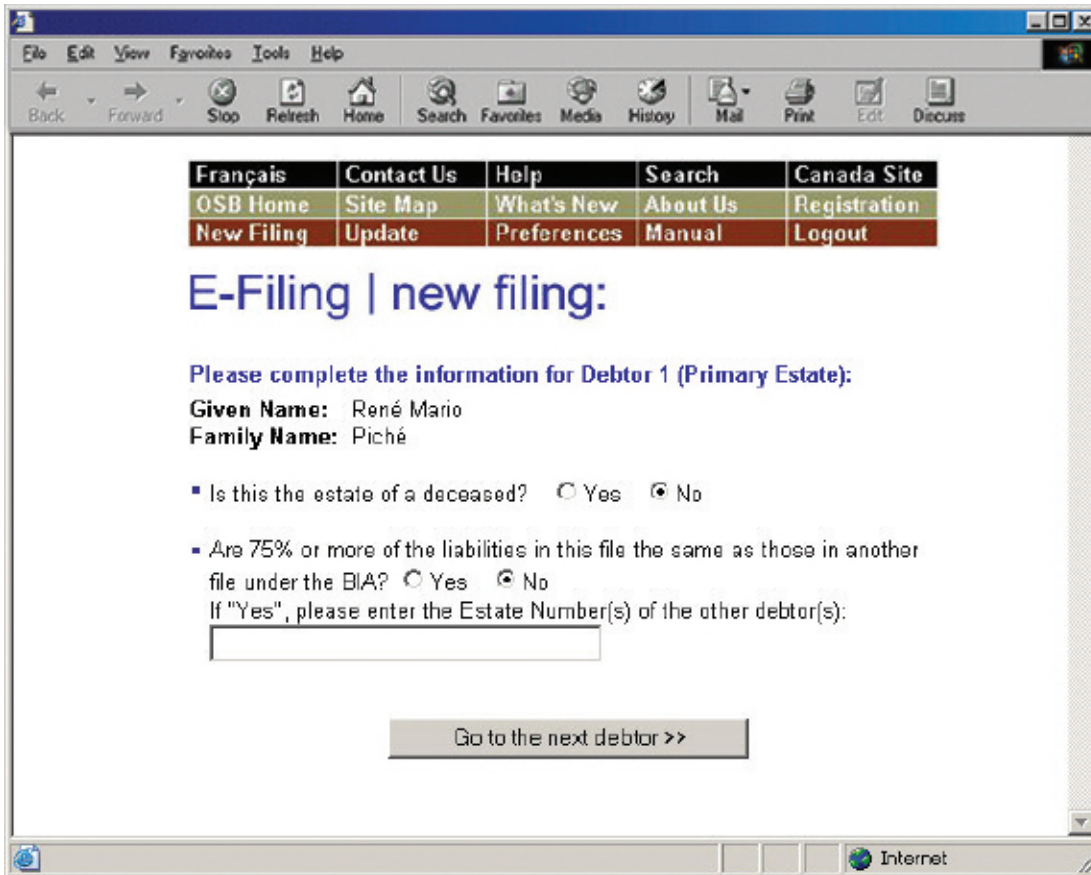 File Edit View Favorites Tools Help
Back Forward Stop Refresh Home Search Favorites Media History Mail Print Edit Discuss
Français Contact Us Help Search Canada Site
OSB Home Site Map What's New About Us Registration
New Filing Update Preferences Manual Logout
E-Filing | new filing:
Please complete the information for Debtor 1 (Primary Estate):
Given Name: René Mario
Family Name: Piché
Is this the estate of a deceased? Yes No
Are 75% or more of the liabilities in this file the same as those in another
file under the BIA? Yes No
If "Yes", please enter the Estate Number(s) of the other debtor(s):
Go to the next debtor >>
Internet